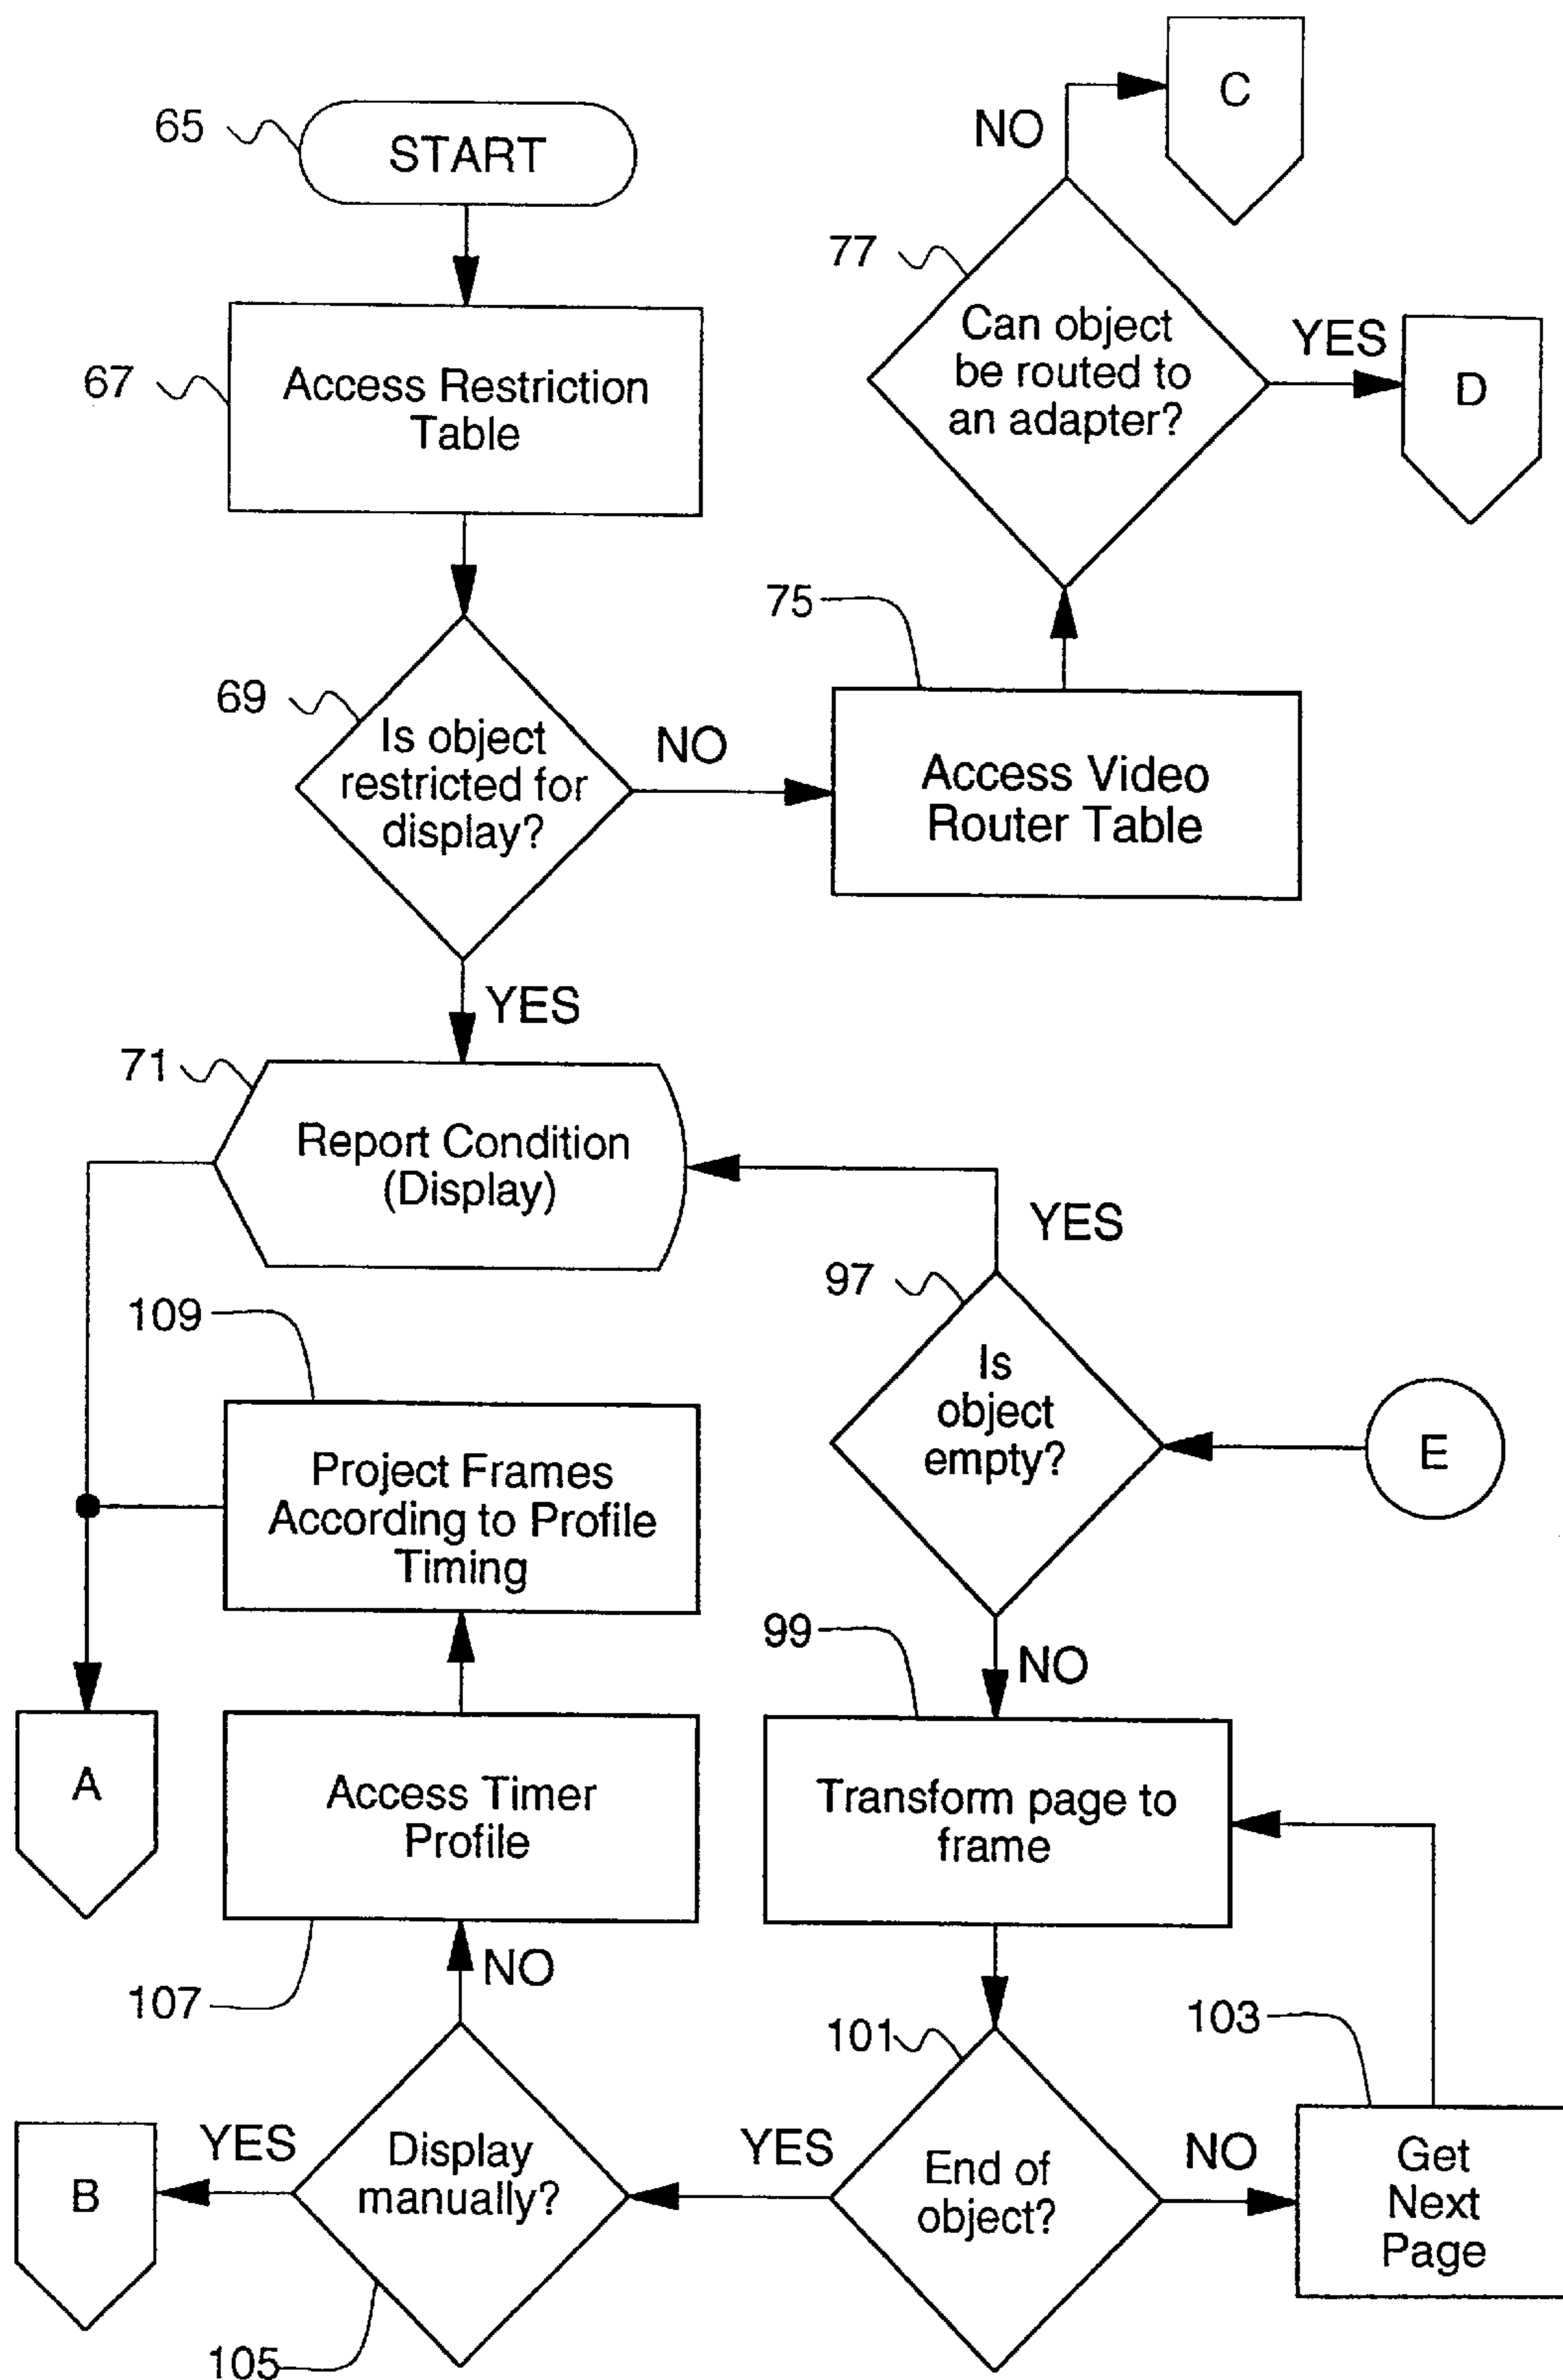 65
START
67
Access Restriction
Table
69
Is object
restricted for
display?
NO
YES
75
Access Video
Router Table
77
Can object
be routed to
an adapter?
NO
C
YES
D
71
Report Condition
(Display)
YES
97
Is
object
empty?
E
NO
99
Transform page to
frame
101
End of
object?
NO
103
Get
Next
Page
YES
105
Display
manually?
YES
B
NO
107
Access Timer
Profile
109
Project Frames
According to Profile
Timing
A